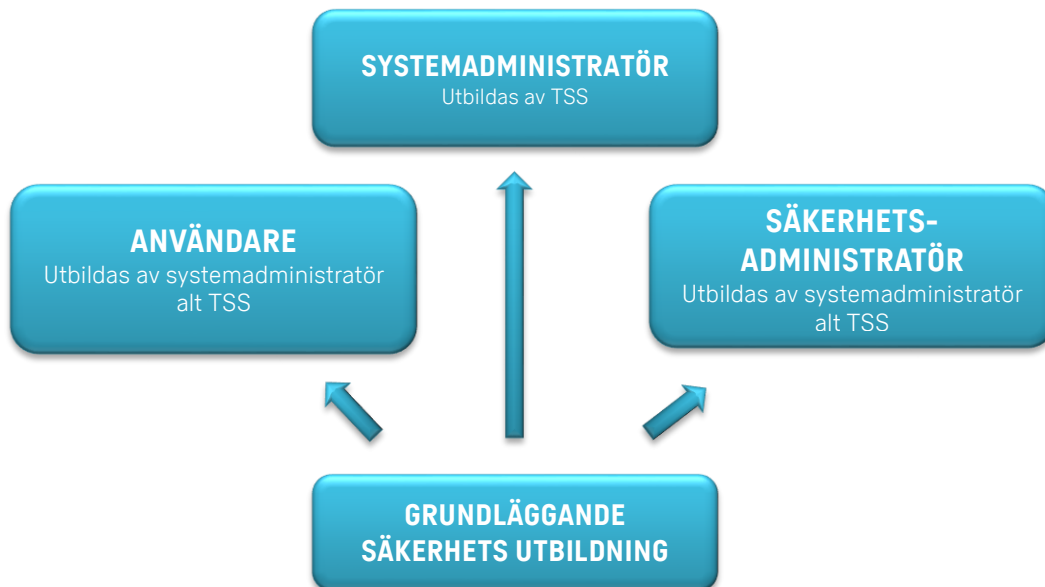 SYSTEMADMINISTRATÖR
Utbildas av TSS
ANVÄNDARE
Utbildas av systemadministratör
alt TSS
SÄKERHETS-
ADMINISTRATÖR
Utbildas av systemadministratör
alt TSS
GRUNDLÄGGANDE
SÄKERHETS UTBILDNING